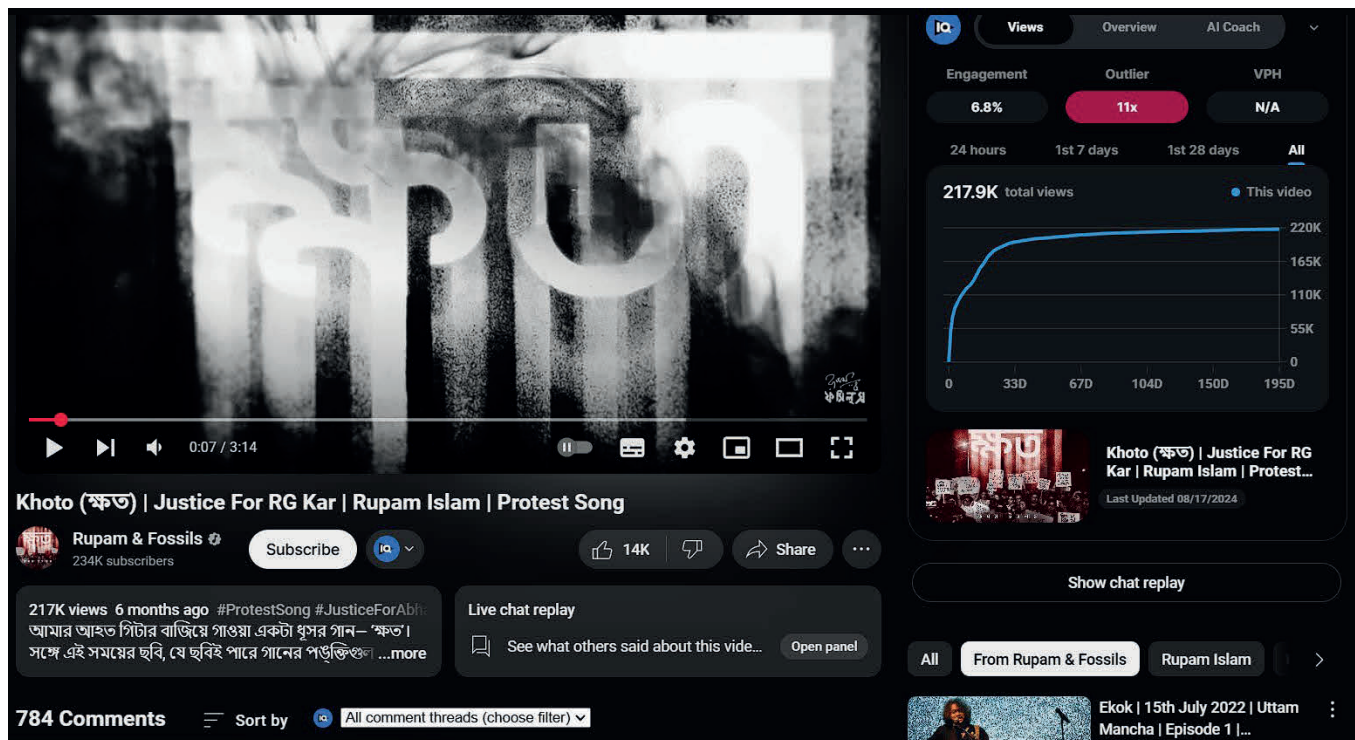 ক্ষত
ফসিলস
0:07 / 3:14
Khoto (ক্ষত) | Justice For RG Kar | Rupam Islam | Protest Song
Rupam & Fossils
234K subscribers
Subscribe
IQ
14K
Share
217K views 6 months ago #ProtestSong #JusticeForAbh
আমার আহত গিটার বাজিয়ে গাওয়া একটা ধূসর গান– ‘ক্ষত’।
সঙ্গে এই সময়ের ছবি, যে ছবিই পারে গানের পঙ্‌ক্তিগুল ...more
Live chat replay
See what others said about this vide...
Open panel
784 Comments
Sort by
IQ
All comment threads (choose filter)
IQ
Views
Overview
AI Coach
Engagement
Outlier
VPH
6.8%
11x
N/A
24 hours
1st 7 days
1st 28 days
All
217.9K total views
This video
220K
165K
110K
55K
0
0
33D
67D
104D
150D
195D
ক্ষত
Khoto (ক্ষত) | Justice For RG
Kar | Rupam Islam | Protest...
Last Updated 08/17/2024
Show chat replay
All
From Rupam & Fossils
Rupam Islam
Ekok | 15th July 2022 | Uttam
Mancha | Episode 1 |...